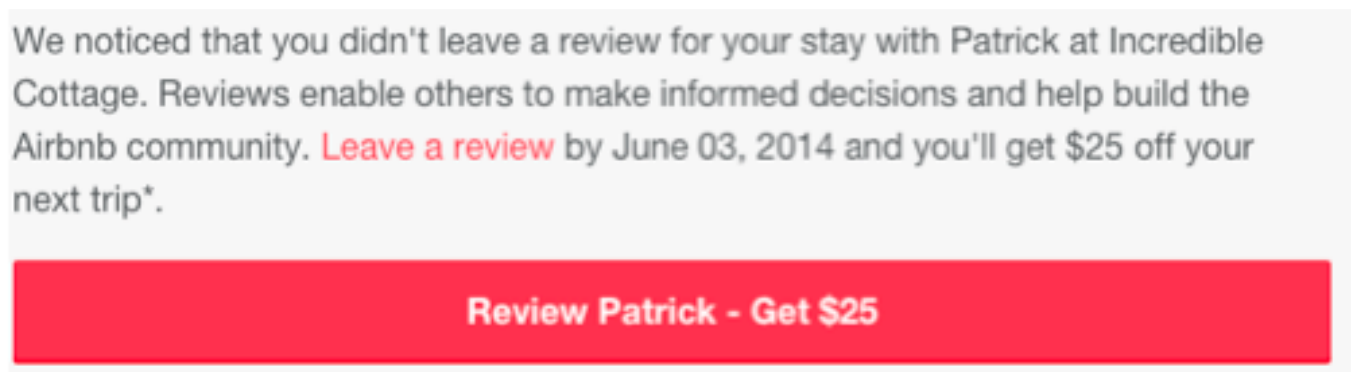 We noticed that you didn't leave a review for your stay with Patrick at Incredible
Cottage. Reviews enable others to make informed decisions and help build the
Airbnb community. Leave a review by June 03, 2014 and you'll get $25 off your
next trip*.
Review Patrick - Get $25